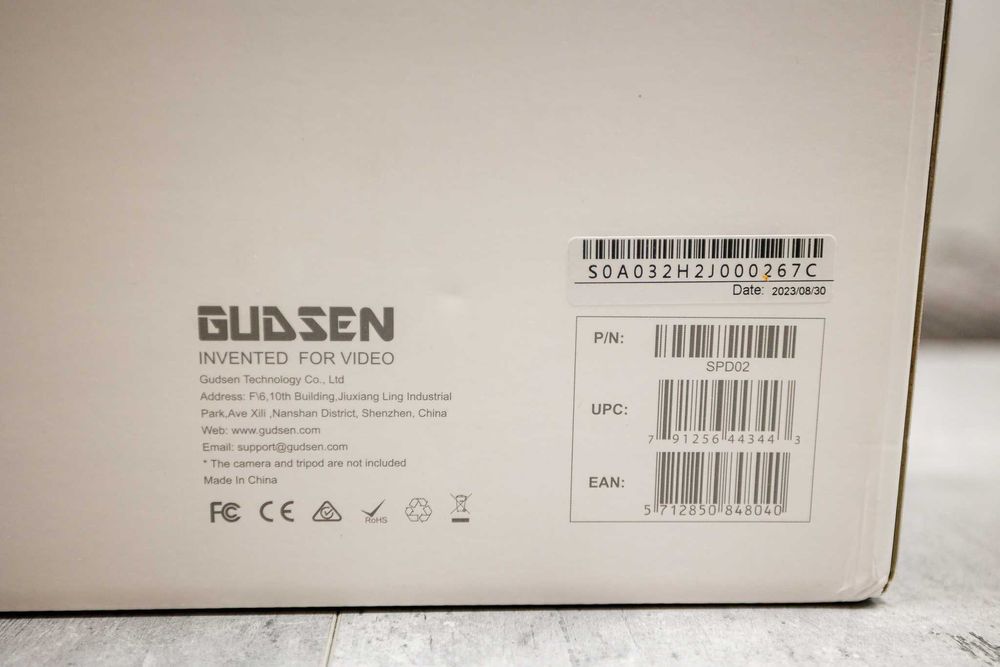 GUDSEN
INVENTED FOR VIDEO
Gudsen Technology Co., Ltd
Address: F\6,10th Building,Jiuxiang Ling Industrial
Park,Ave Xili ,Nanshan District, Shenzhen, China
Web: www.gudsen.com
Email: support@gudsen.com
* The camera and tripod are not included
Made In China
FC CE
RoHS
S0A032H2J000267C
Date: 2023/08/30
P/N:
SPD02
UPC:
7 91256 44344 3
EAN:
5 712850 848040